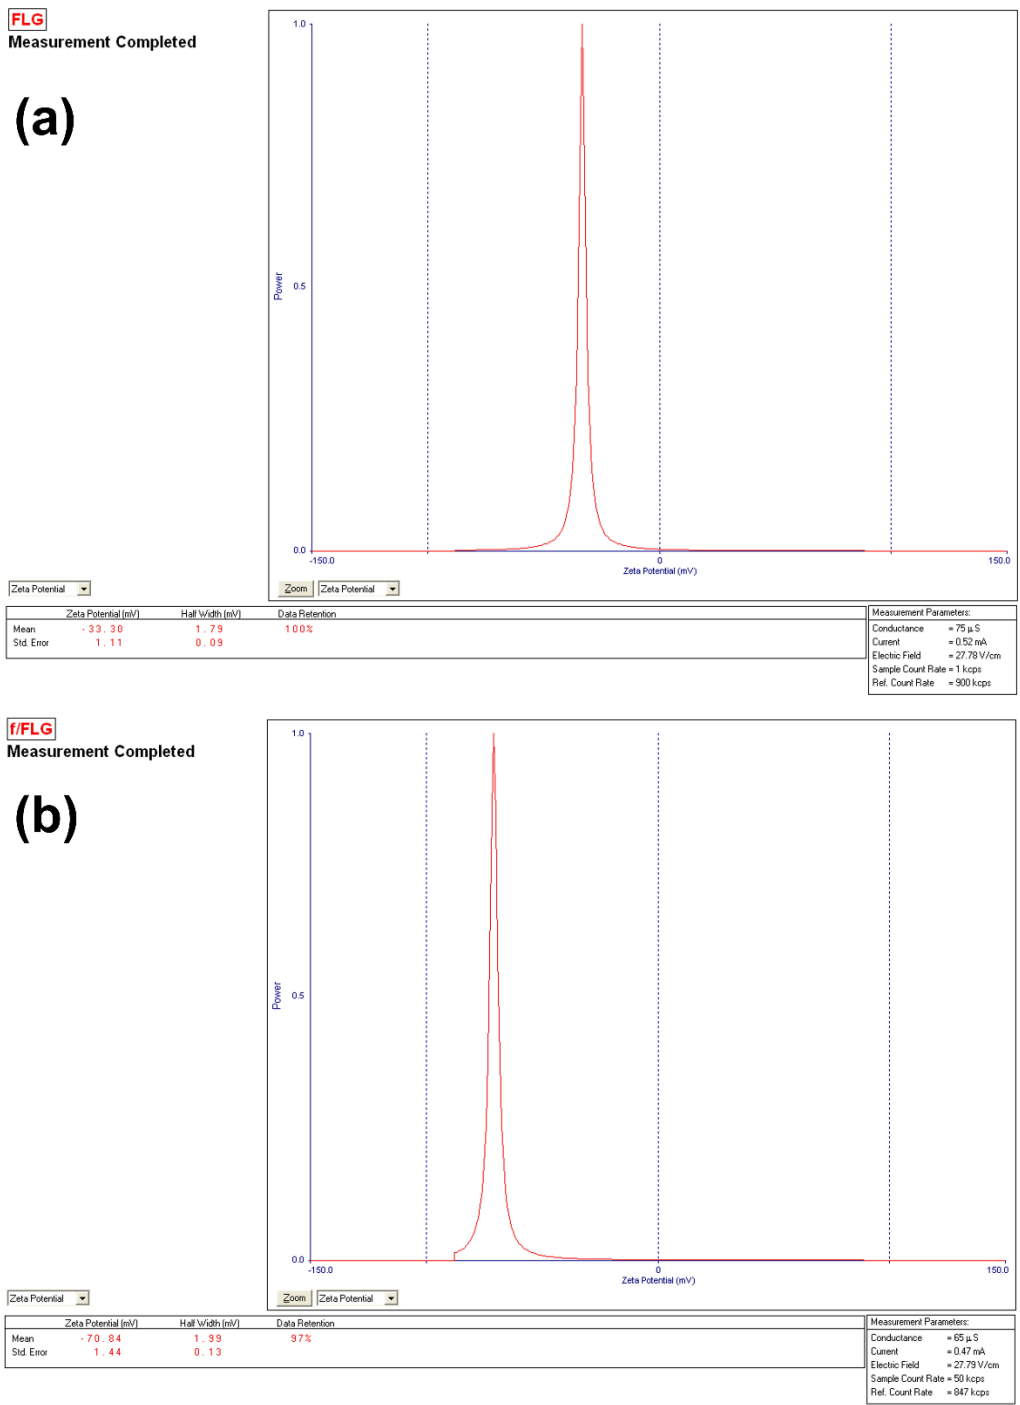 FLG
Measurement Completed
(a)
1.0
Power
0.5
0.0
-150.0 0 150.0
Zeta Potential (mV)
Zeta Potential Zoom Zeta Potential
Zeta Potential (mV) Half Width (mV) Data Retention
Mean -33.30 1.79 100%
Std. Error 1.11 0.09
Measurement Parameters:
Conductance = 75 µS
Current = 0.52 mA
Electric Field = 27.78 V/cm
Sample Count Rate = 1 kcps
Ref. Count Rate = 900 kcps
f/FLG
Measurement Completed
(b)
1.0
Power
0.5
0.0
-150.0 0 150.0
Zeta Potential (mV)
Zeta Potential Zoom Zeta Potential
Zeta Potential (mV) Half Width (mV) Data Retention
Mean -70.84 1.99 97%
Std. Error 1.44 0.13
Measurement Parameters:
Conductance = 65 µS
Current = 0.47 mA
Electric Field = 27.79 V/cm
Sample Count Rate = 50 kcps
Ref. Count Rate = 847 kcps